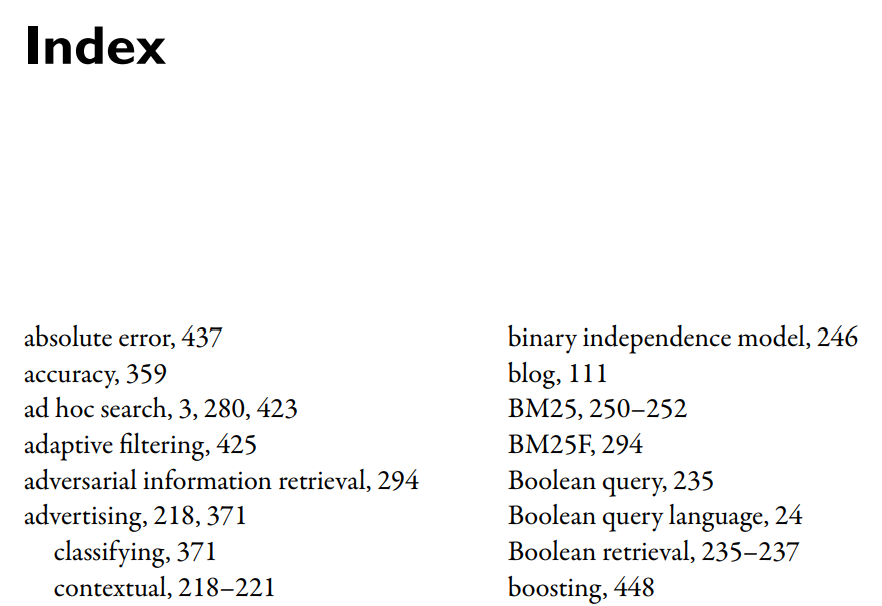 Index
absolute error, 437
accuracy, 359
ad hoc search, 3, 280, 423
adaptive filtering, 425
adversarial information retrieval, 294
advertising, 218, 371
classifying, 371
contextual, 218–221
binary independence model, 246
blog, 111
BM25, 250–252
BM25F, 294
Boolean query, 235
Boolean query language, 24
Boolean retrieval, 235–237
boosting, 448